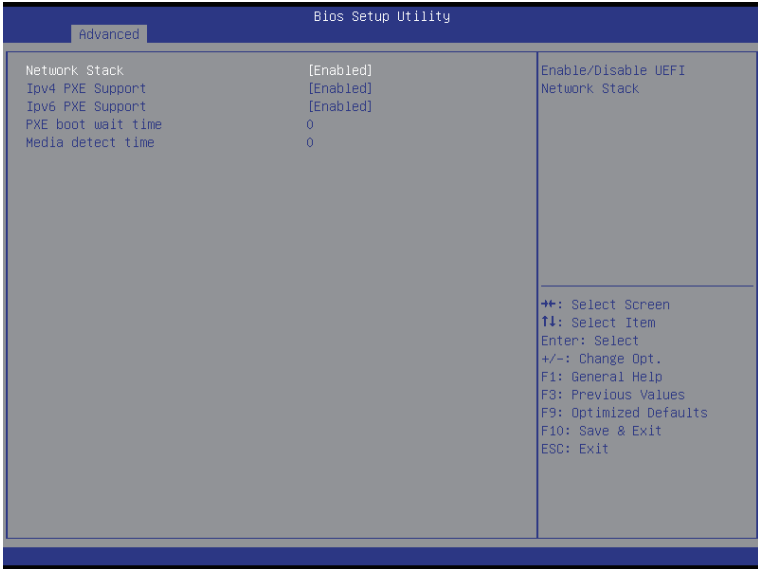 Bios Setup Utility
Advanced
Network Stack [Enabled]
Ipv4 PXE Support [Enabled]
Ipv6 PXE Support [Enabled]
PXE boot wait time 0
Media detect time 0
Enable/Disable UEFI
Network Stack
→←: Select Screen
↑↓: Select Item
Enter: Select
+/-: Change Opt.
F1: General Help
F3: Previous Values
F9: Optimized Defaults
F10: Save & Exit
ESC: Exit